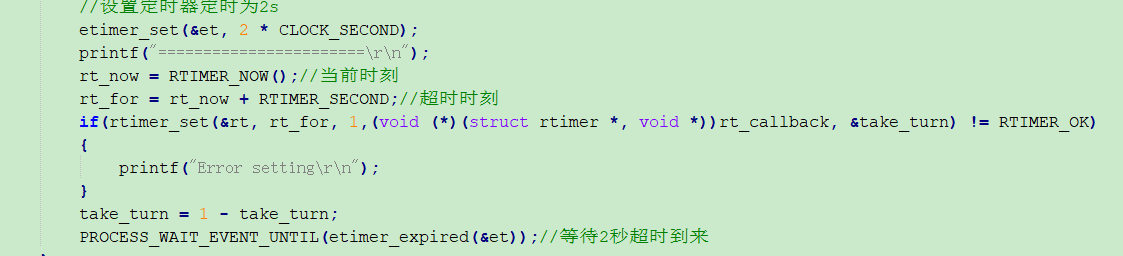 //设置定时器定时为2s
etimer_set(&et, 2 * CLOCK_SECOND);
printf("=======================\r\n");
rt_now = RTIMER_NOW();//当前时刻
rt_for = rt_now + RTIMER_SECOND;//超时时刻
if(rtimer_set(&rt, rt_for, 1,(void (*)(struct rtimer *, void *))rt_callback, &take_turn) != RTIMER_OK)
{
printf("Error setting\r\n");
}
take_turn = 1 - take_turn;
PROCESS_WAIT_EVENT_UNTIL(etimer_expired(&et));//等待2秒超时到来